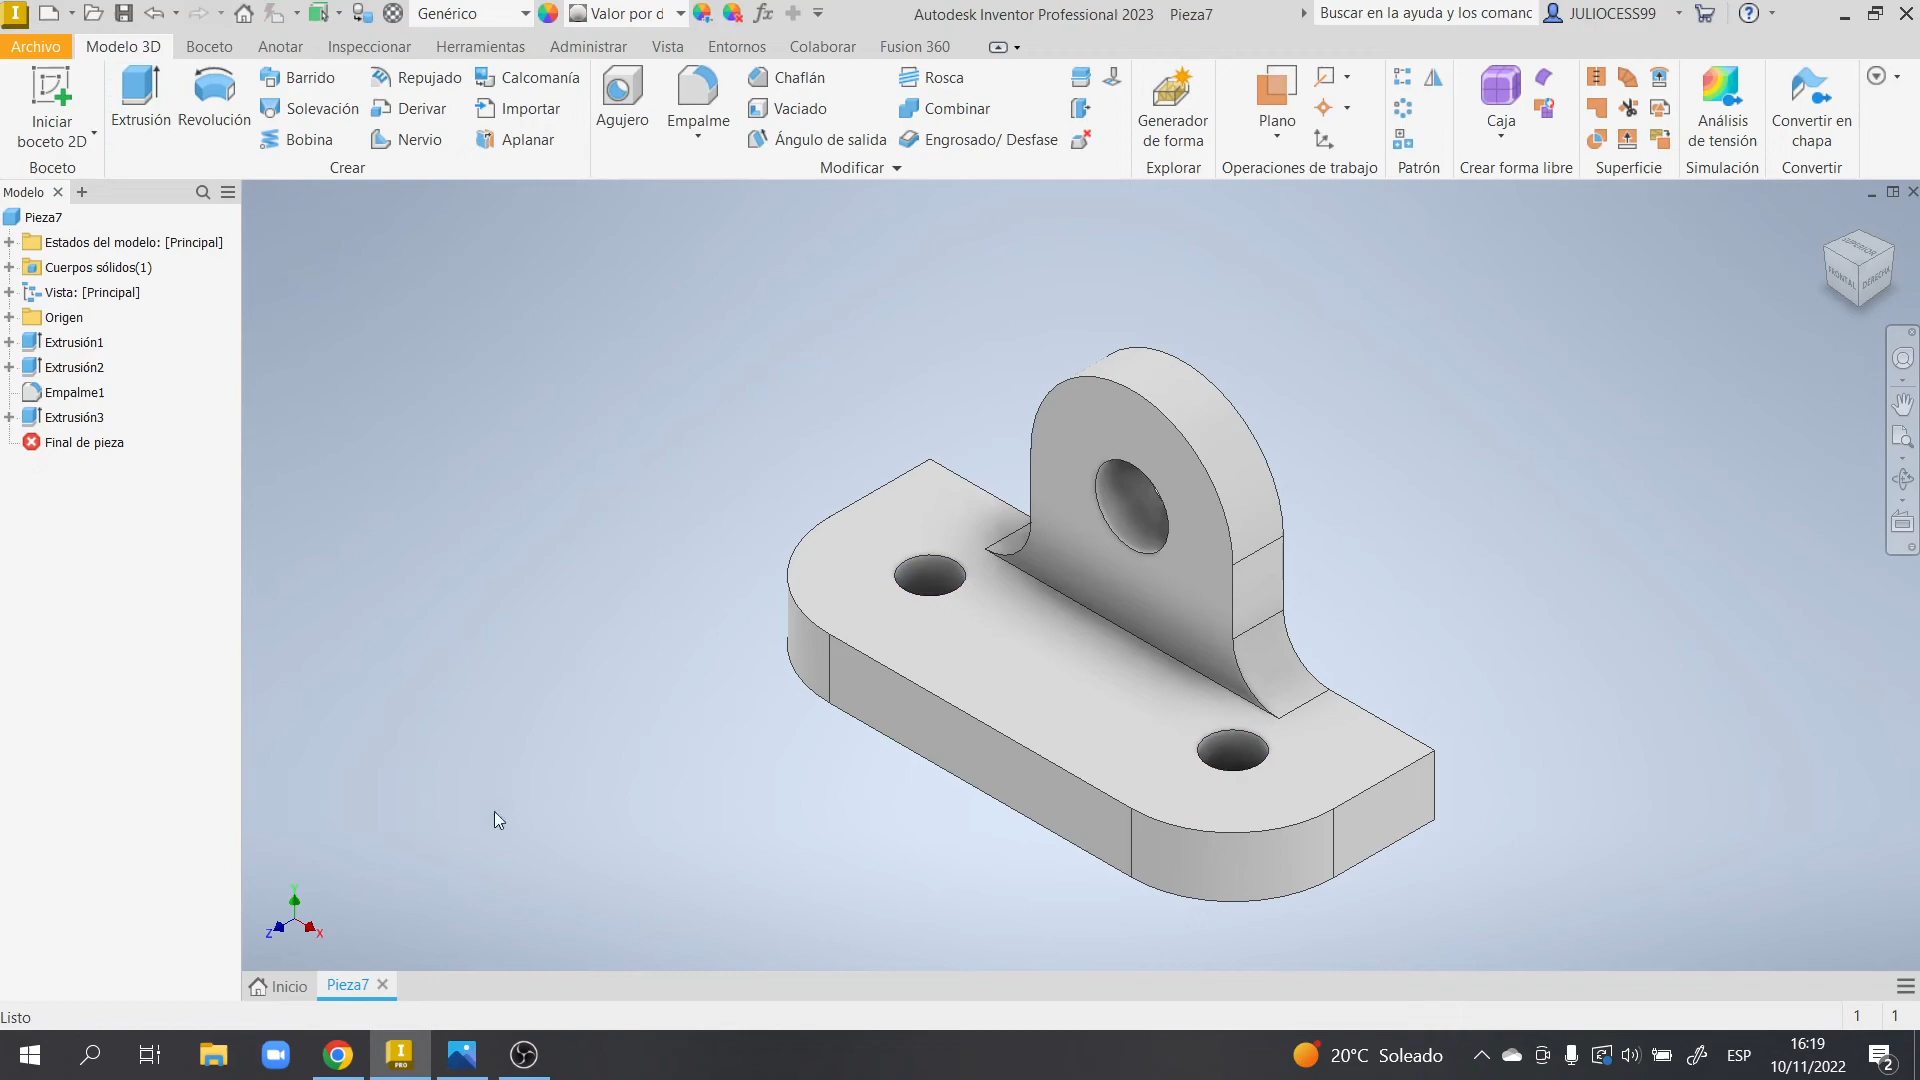 Genérico
Valor por d
Autodesk Inventor Professional 2023 Pieza7
Buscar en la ayuda y los comanc
JULIOCESS99
Archivo Modelo 3D Boceto Anotar Inspeccionar Herramientas Administrar Vista Entornos Colaborar Fusion 360
Iniciar
boceto 2D
Boceto
Extrusión Revolución
Barrido Repujado Calcomanía
Solevación Derivar Importar
Bobina Nervio Aplanar
Crear
Agujero Empalme
Chaflán Rosca
Vaciado Combinar
Ángulo de salida Engrosado/ Desfase
Modificar
Generador
de forma
Explorar
Plano
Operaciones de trabajo
Patrón
Caja
Crear forma libre
Superficie
Análisis
de tensión
Simulación
Convertir en
chapa
Convertir
Modelo
Pieza7
Estados del modelo: [Principal]
Cuerpos sólidos(1)
Vista: [Principal]
Origen
Extrusión1
Extrusión2
Empalme1
Extrusión3
Final de pieza
SUPERIOR
FRONTAL
DERECHA
Y
Z
X
Inicio Pieza7
Listo
1 1
PRO
20°C Soleado
ESP
16:19
10/11/2022
2